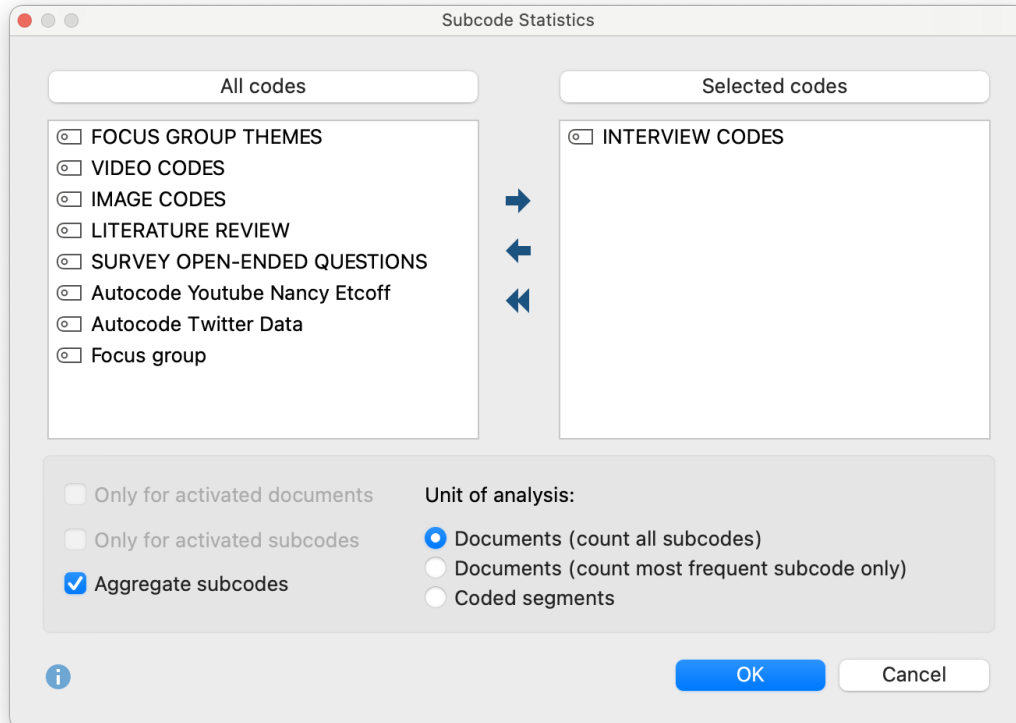 Subcode Statistics
All codes
Selected codes
FOCUS GROUP THEMES
VIDEO CODES
IMAGE CODES
LITERATURE REVIEW
SURVEY OPEN-ENDED QUESTIONS
Autocode Youtube Nancy Etcoff
Autocode Twitter Data
Focus group
INTERVIEW CODES
Only for activated documents
Only for activated subcodes
Aggregate subcodes
Unit of analysis:
Documents (count all subcodes)
Documents (count most frequent subcode only)
Coded segments
OK
Cancel